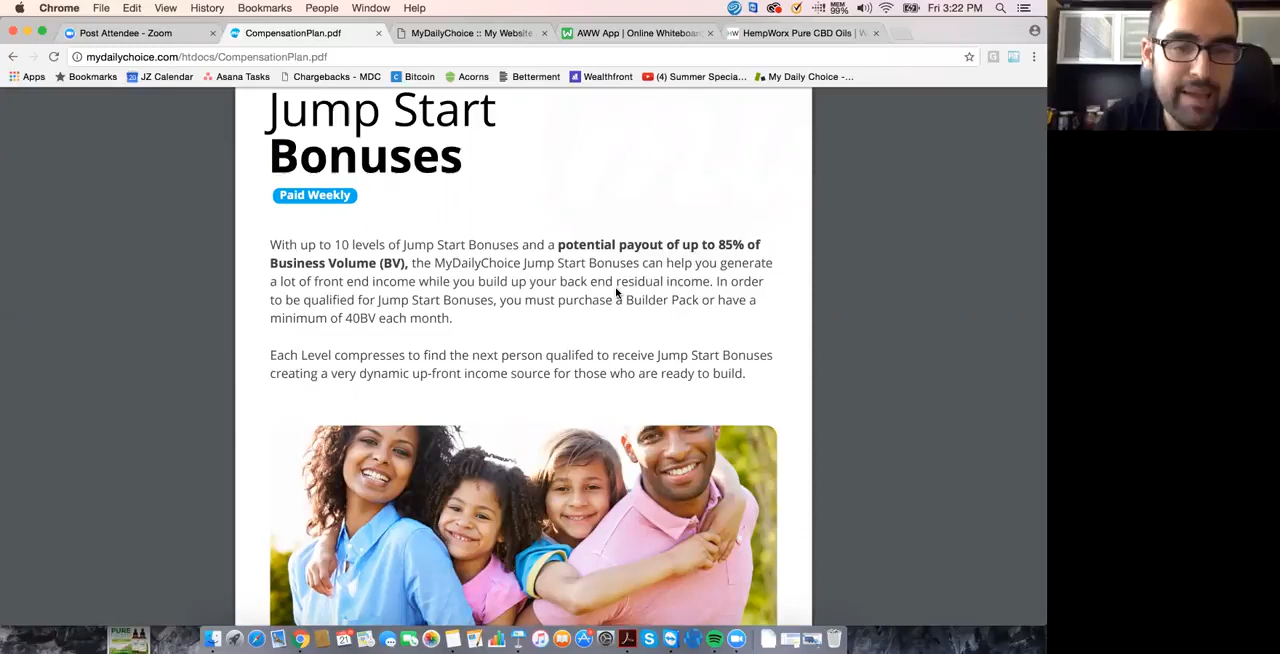 Chrome File Edit View History Bookmarks People Window Help MEM 99% Fri 3:22 PM
Post Attendee - Zoom CompensationPlan.pdf MyDailyChoice :: My Website AWW App | Online Whiteboa HempWorx Pure CBD Oils | W
mydailychoice.com/htdocs/CompensationPlan.pdf
Apps Bookmarks JZ Calendar Asana Tasks Chargebacks - MDC Bitcoin Acorns Betterment Wealthfront (4) Summer Specia... My Daily Choice -...
Jump Start
Bonuses
Paid Weekly
With up to 10 levels of Jump Start Bonuses and a potential payout of up to 85% of
Business Volume (BV), the MyDailyChoice Jump Start Bonuses can help you generate
a lot of front end income while you build up your back end residual income. In order
to be qualified for Jump Start Bonuses, you must purchase a Builder Pack or have a
minimum of 40BV each month.
Each Level compresses to find the next person qualifed to receive Jump Start Bonuses
creating a very dynamic up-front income source for those who are ready to build.
PURE